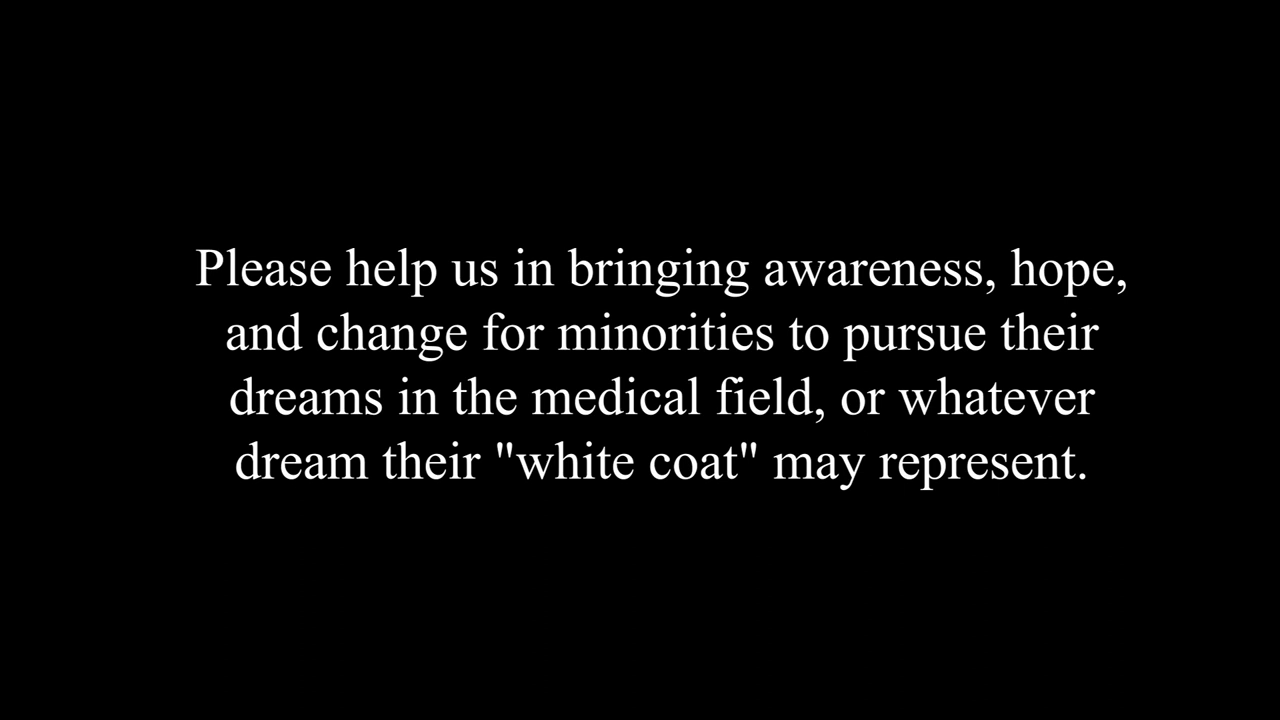 Please help us in bringing awareness, hope,
and change for minorities to pursue their
dreams in the medical field, or whatever
dream their "white coat" may represent.